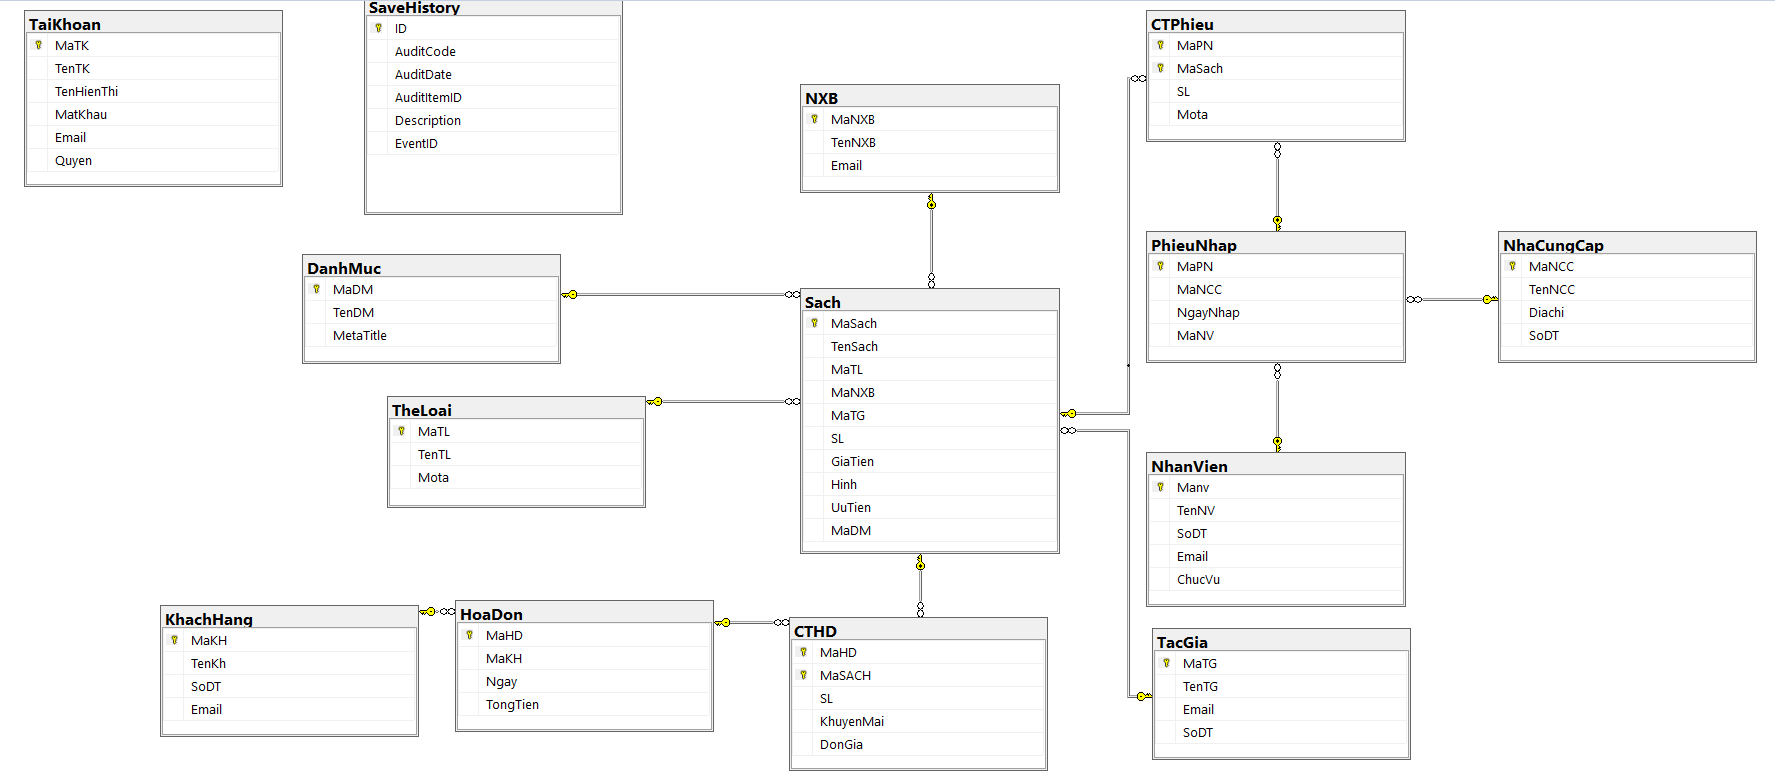 TaiKhoan
MaTK
TenTK
TenHienThi
MatKhau
Email
Quyen
SaveHistory
ID
AuditCode
AuditDate
AuditItemID
Description
EventID
NXB
MaNXB
TenNXB
Email
CTPhieu
MaPN
MaSach
SL
Mota
DanhMuc
MaDM
TenDM
MetaTitle
Sach
MaSach
TenSach
MaTL
MaNXB
MaTG
SL
GiaTien
Hinh
UuTien
MaDM
PhieuNhap
MaPN
MaNCC
NgayNhap
MaNV
NhaCungCap
MaNCC
TenNCC
Diachi
SoDT
TheLoai
MaTL
TenTL
Mota
NhanVien
Manv
TenNV
SoDT
Email
ChucVu
KhachHang
MaKH
TenKh
SoDT
Email
HoaDon
MaHD
MaKH
Ngay
TongTien
CTHD
MaHD
MaSACH
SL
KhuyenMai
DonGia
TacGia
MaTG
TenTG
Email
SoDT